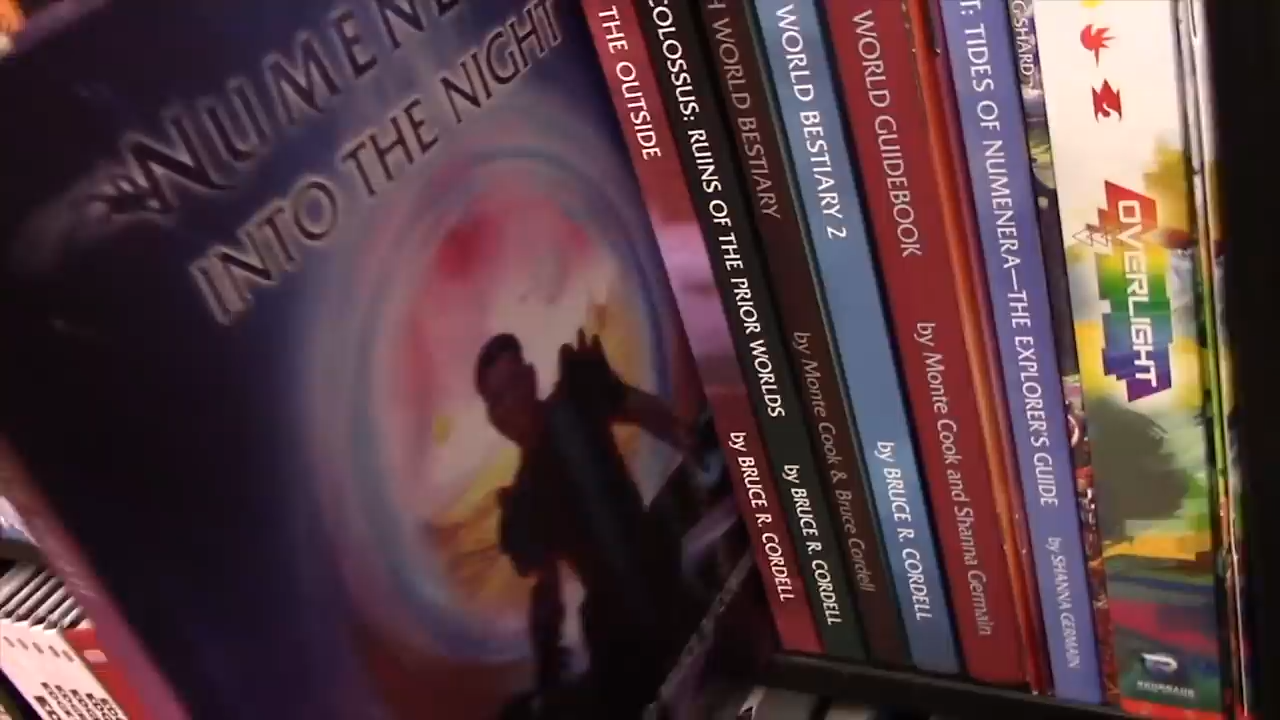 NUMENE
INTO THE NIGHT
THE OUTSIDE
by BRUCE R. CORDELL
COLOSSUS: RUINS OF THE PRIOR WORLDS
by BRUCE R. CORDELL
H WORLD BESTIARY
by Monte Cook & Bruce Cordell
WORLD BESTIARY 2
by BRUCE R. CORDELL
WORLD GUIDEBOOK
by Monte Cook and Shanna Germain
T: TIDES OF NUMENERA—THE EXPLORER'S GUIDE
by SHANNA GERMAIN
GSHARD
OVERLIGHT